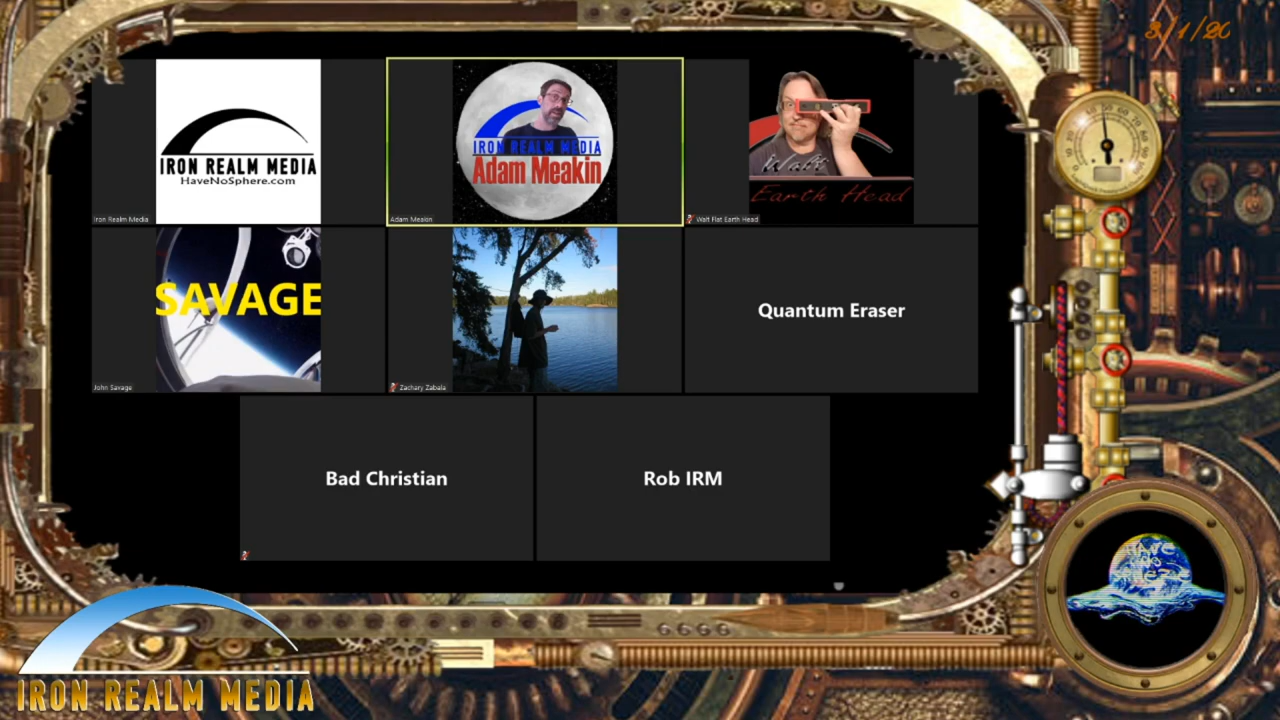 3/1/20
IRON REALM MEDIA
HaveNoSphere.com
Iron Realm Media
IRON REALM MEDIA
Adam Meakin
Adam Meakin
Walt
Earth Head
Walt Flat Earth Head
SAVAGE
John Savage
Zachary Zabala
Quantum Eraser
Bad Christian
Rob IRM
IRON REALM MEDIA